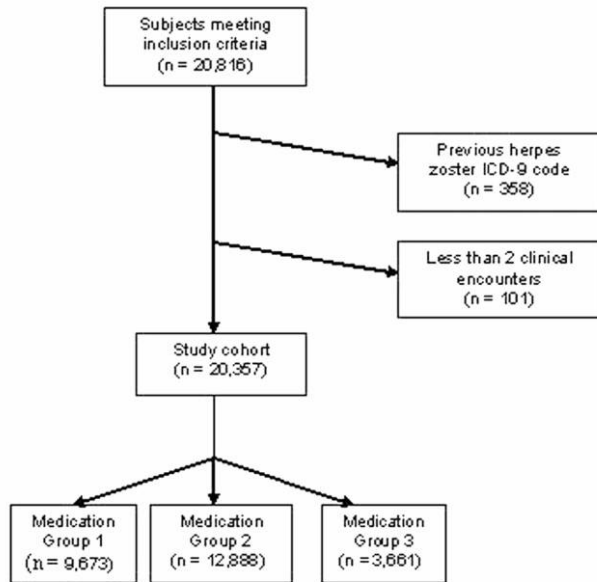 Subjects meeting
inclusion criteria
(n = 20,816)
Previous herpes
zoster ICD-9 code
(n = 358)
Less than 2 clinical
encounters
(n = 101)
Study cohort
(n = 20,357)
Medication
Group 1
(n = 9,673)
Medication
Group 2
(n = 12,888)
Medication
Group 3
(n = 3,661)